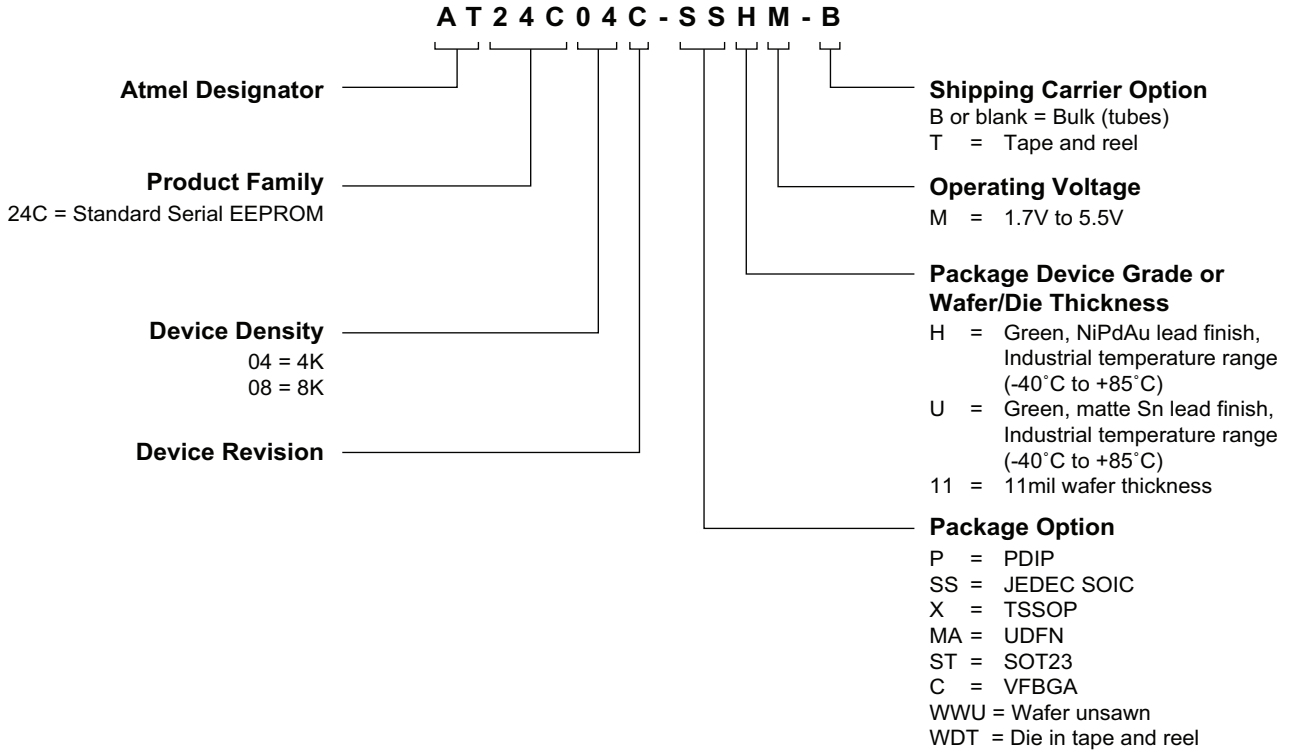 A T 2 4 C 0 4 C - S S H M - B
Atmel Designator
Product Family
24C = Standard Serial EEPROM
Device Density
04 = 4K
08 = 8K
Device Revision
Shipping Carrier Option
B or blank = Bulk (tubes)
T = Tape and reel
Operating Voltage
M = 1.7V to 5.5V
Package Device Grade or
Wafer/Die Thickness
H = Green, NiPdAu lead finish,
Industrial temperature range
(-40˚C to +85˚C)
U = Green, matte Sn lead finish,
Industrial temperature range
(-40˚C to +85˚C)
11 = 11mil wafer thickness
Package Option
P = PDIP
SS = JEDEC SOIC
X = TSSOP
MA = UDFN
ST = SOT23
C = VFBGA
WWU = Wafer unsawn
WDT = Die in tape and reel